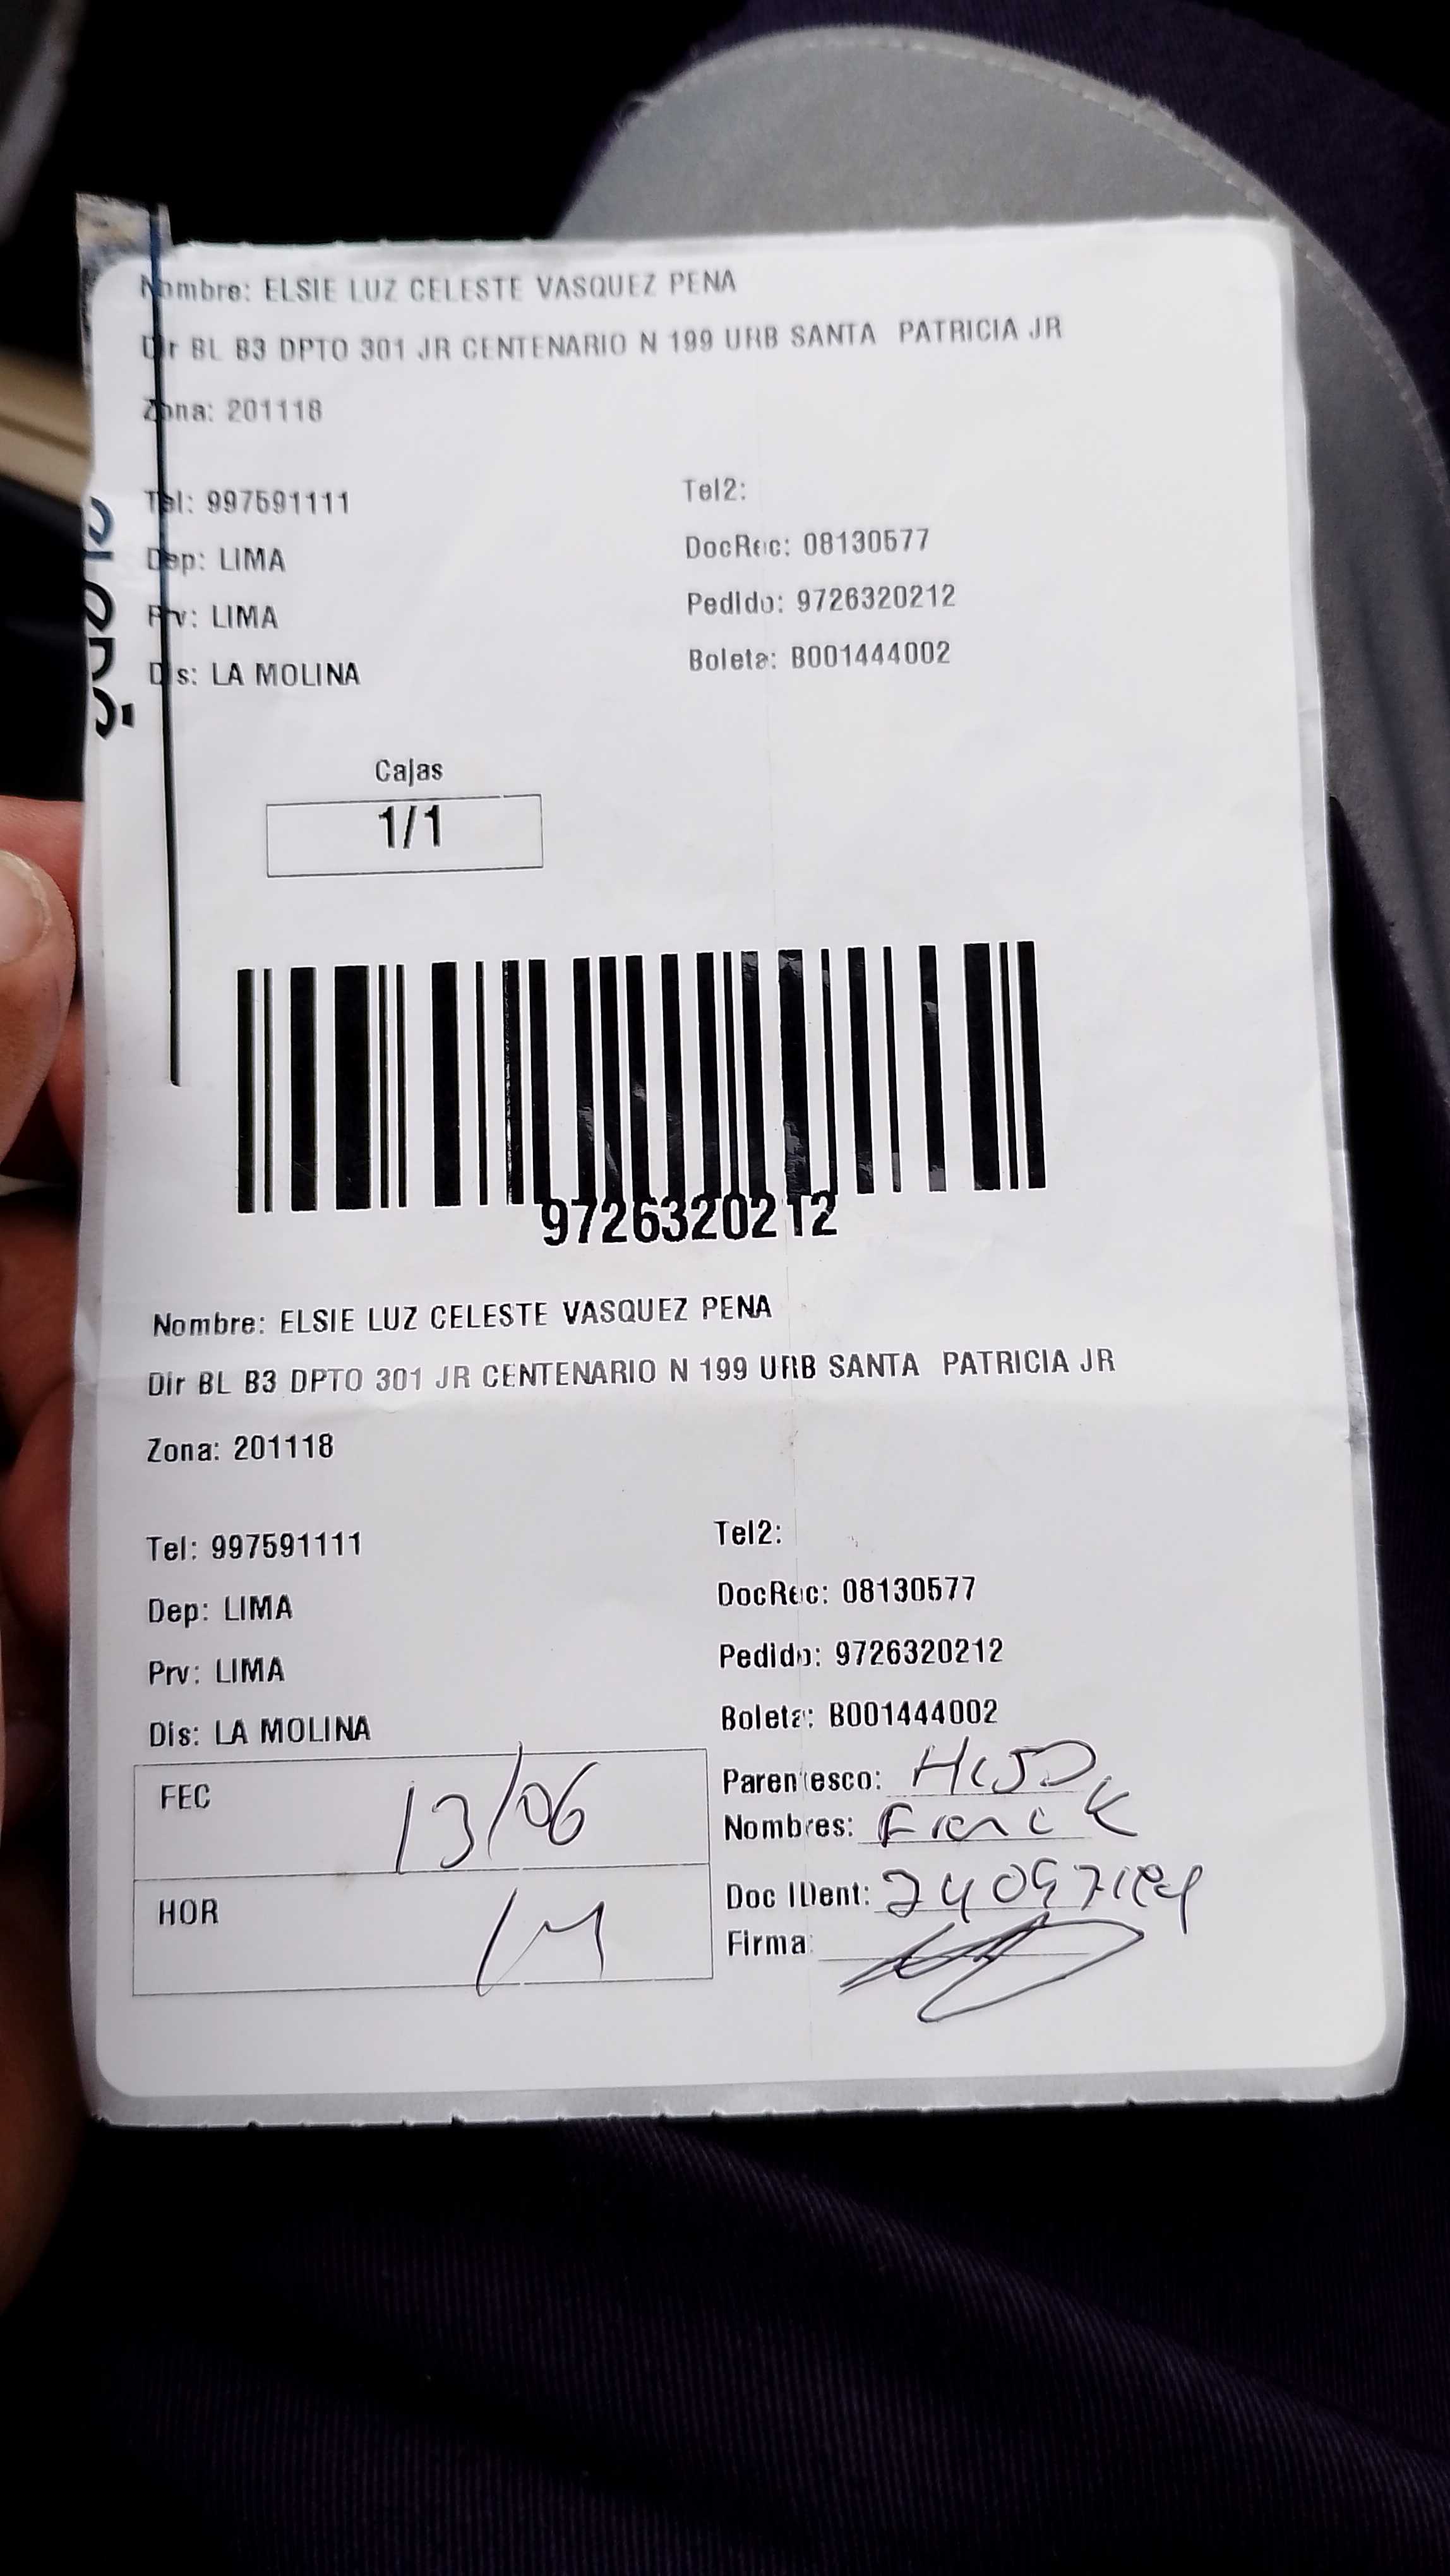 Nombre: ELSIE LUZ CELESTE VASQUEZ PENA
Dir BL B3 DPTO 301 JR CENTENARIO N 199 URB SANTA PATRICIA JR
Zona: 201118
Tel: 997591111
Tel2:
Dep: LIMA
DocRec: 08130577
Prv: LIMA
Pedido: 9726320212
Dis: LA MOLINA
Boleta: B001444002
Cajas
1/1
9726320212
Nombre: ELSIE LUZ CELESTE VASQUEZ PENA
Dir BL B3 DPTO 301 JR CENTENARIO N 199 URB SANTA PATRICIA JR
Zona: 201118
Tel: 997591111
Tel2:
Dep: LIMA
DocRec: 08130577
Prv: LIMA
Pedido: 9726320212
Dis: LA MOLINA
Boleta: B001444002
FEC 13/06
Parentesco: HIJO
Nombres: Franck
HOR
Doc IDent:
Firma: